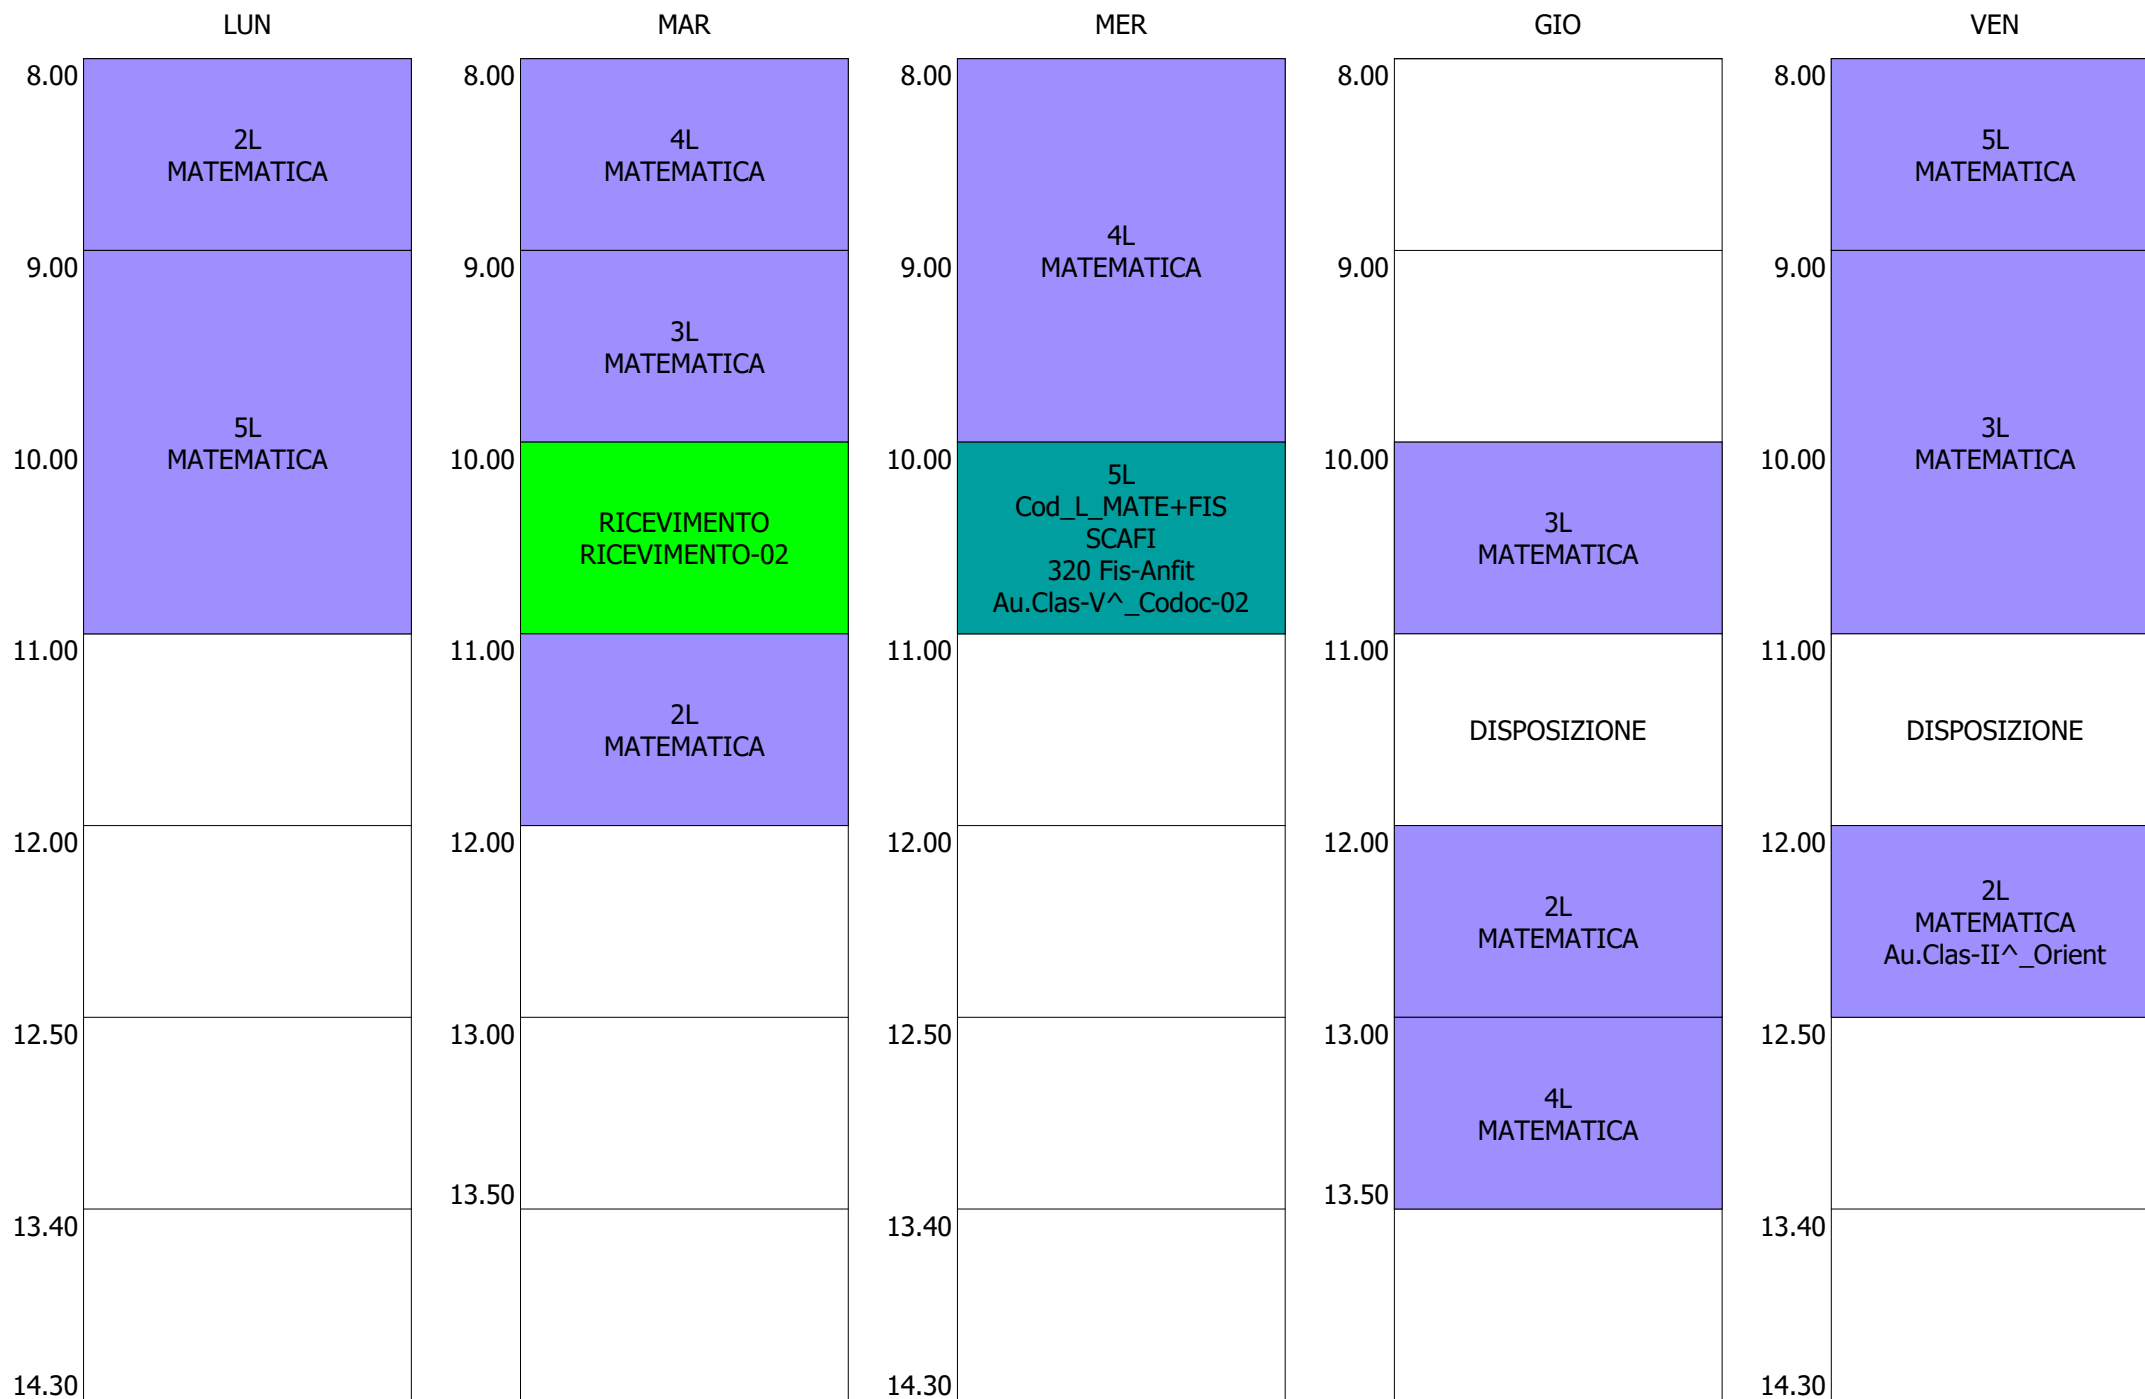 LUN
MAR
MER
GIO
VEN
8.00
2L
MATEMATICA
9.00
5L
MATEMATICA
10.00
11.00
12.00
12.50
13.40
14.30
8.00
4L
MATEMATICA
9.00
3L
MATEMATICA
10.00
RICEVIMENTO
RICEVIMENTO-02
11.00
2L
MATEMATICA
12.00
13.00
13.50
8.00
4L
MATEMATICA
9.00
10.00
5L
Cod_L_MATE+FIS
SCAFI
320 Fis-Anfit
Au.Clas-V^_Codoc-02
11.00
12.00
12.50
13.40
14.30
8.00
9.00
10.00
3L
MATEMATICA
11.00
DISPOSIZIONE
12.00
2L
MATEMATICA
13.00
4L
MATEMATICA
13.50
8.00
5L
MATEMATICA
9.00
3L
MATEMATICA
10.00
11.00
DISPOSIZIONE
12.00
2L
MATEMATICA
Au.Clas-II^_Orient
12.50
13.40
14.30